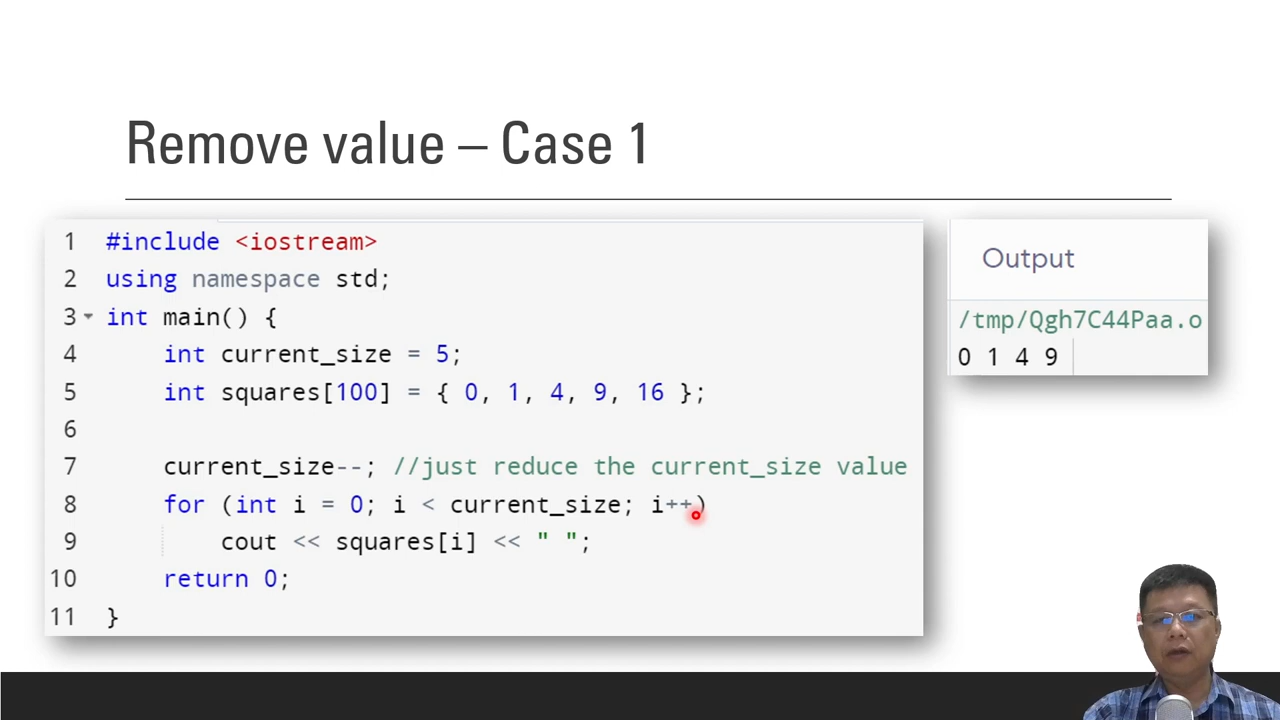 Remove value – Case 1
1 #include <iostream>
2 using namespace std;
3 int main() {
4 int current_size = 5;
5 int squares[100] = { 0, 1, 4, 9, 16 };
6
7 current_size--; //just reduce the current_size value
8 for (int i = 0; i < current_size; i++)
9 cout << squares[i] << " ";
10 return 0;
11 }
Output
/tmp/Qgh7C44Paa.o
0 1 4 9